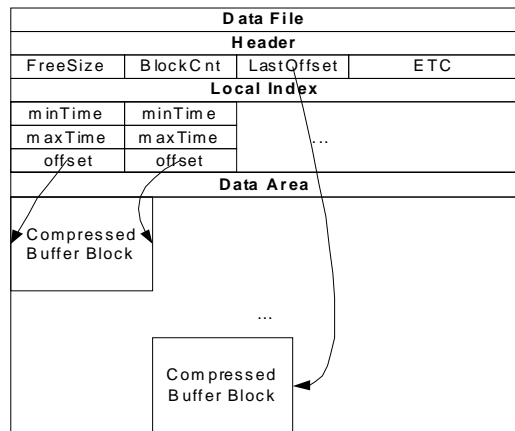 Data File
Header
FreeSize BlockCnt LastOffset ETC
Local Index
minTime minTime
maxTime maxTime ...
offset offset
Data Area
Compressed
Buffer Block
...
Compressed
Buffer Block